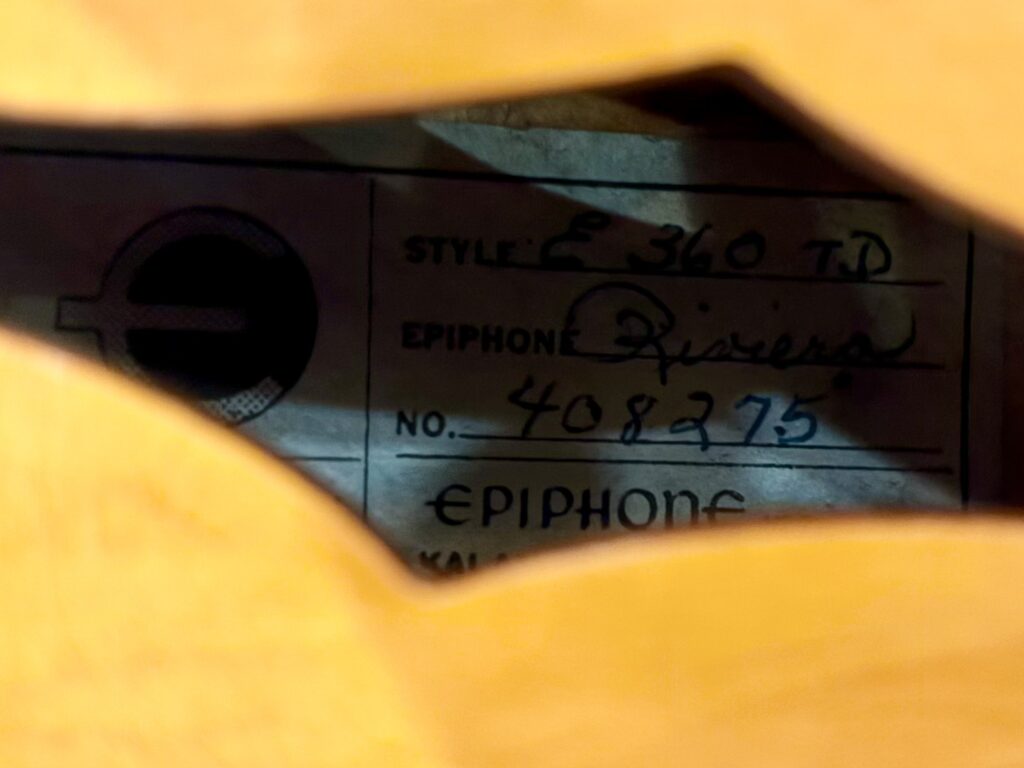 STYLE E 360 TD
EPIPHONE Riviera
NO. 408275
EPIPHONE